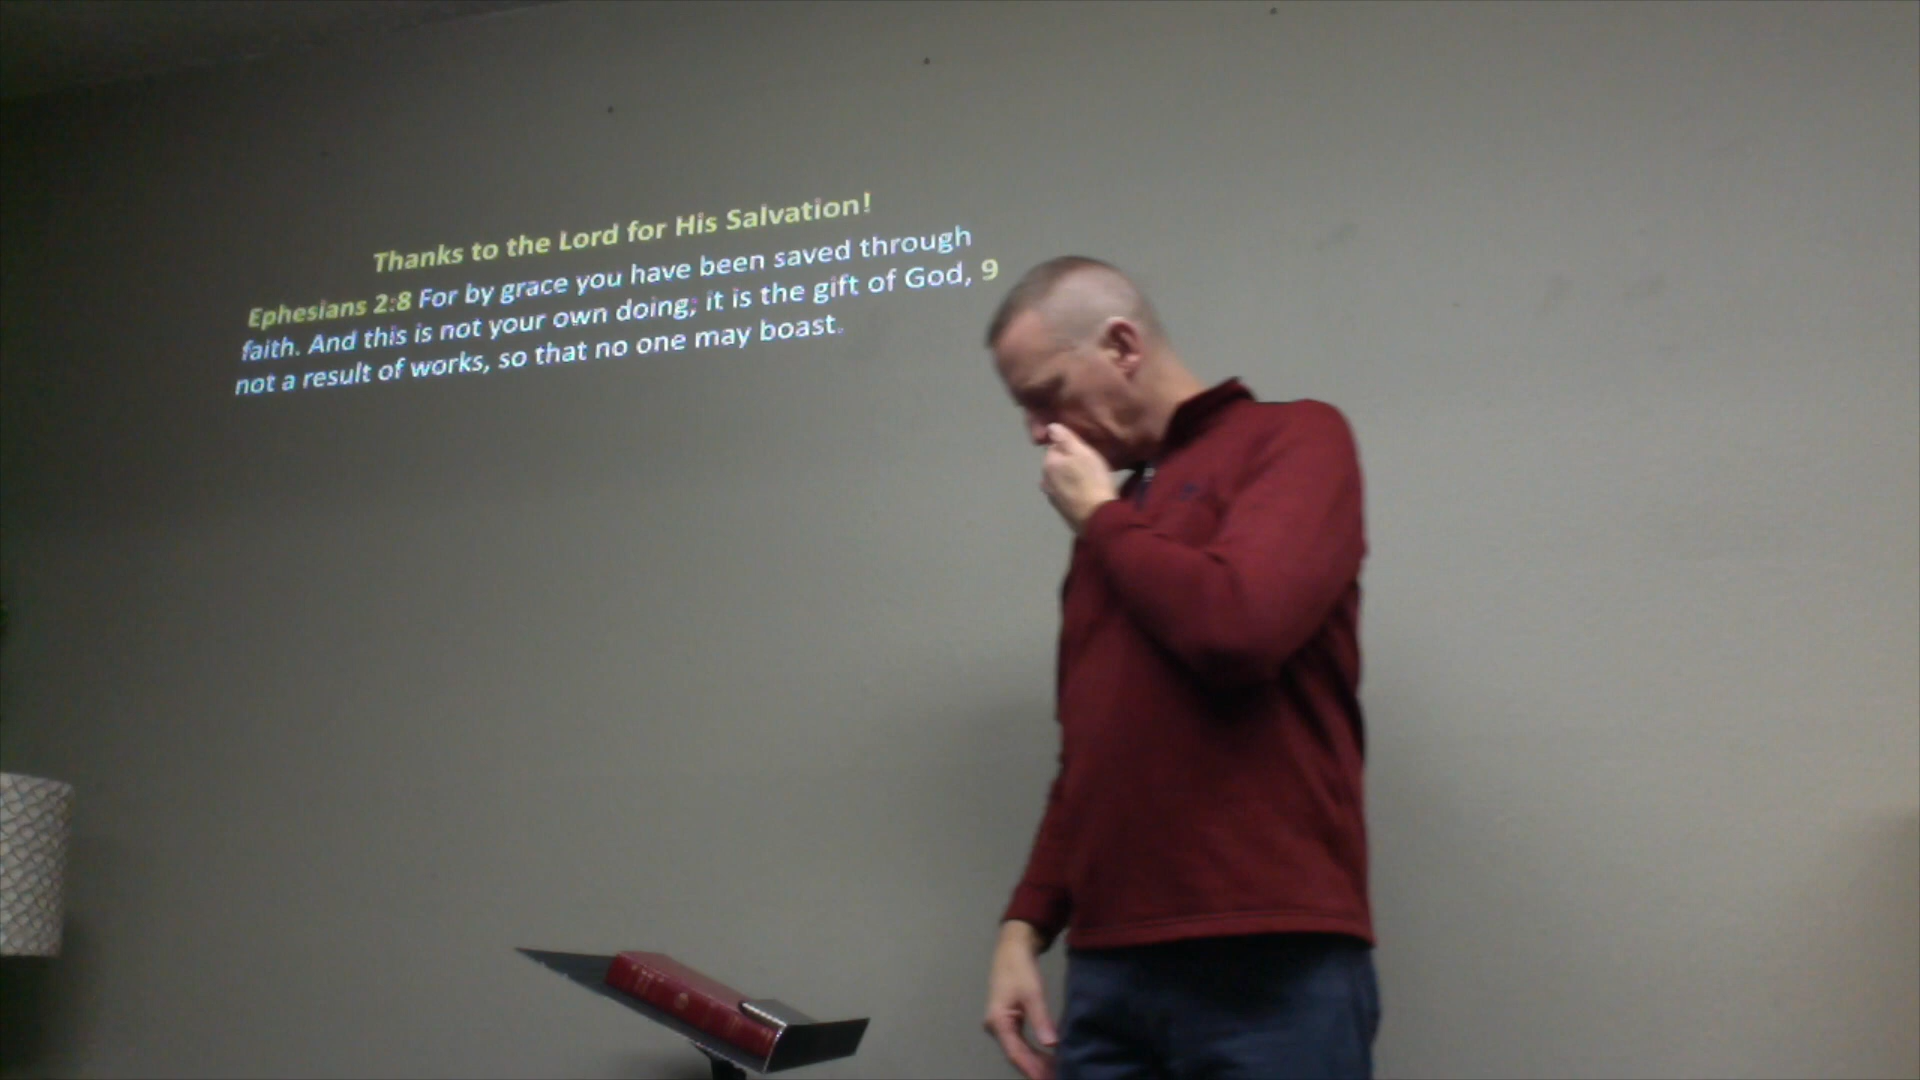 Thanks to the Lord for His Salvation!
Ephesians 2:8 For by grace you have been saved through
faith. And this is not your own doing; it is the gift of God, 9
not a result of works, so that no one may boast.